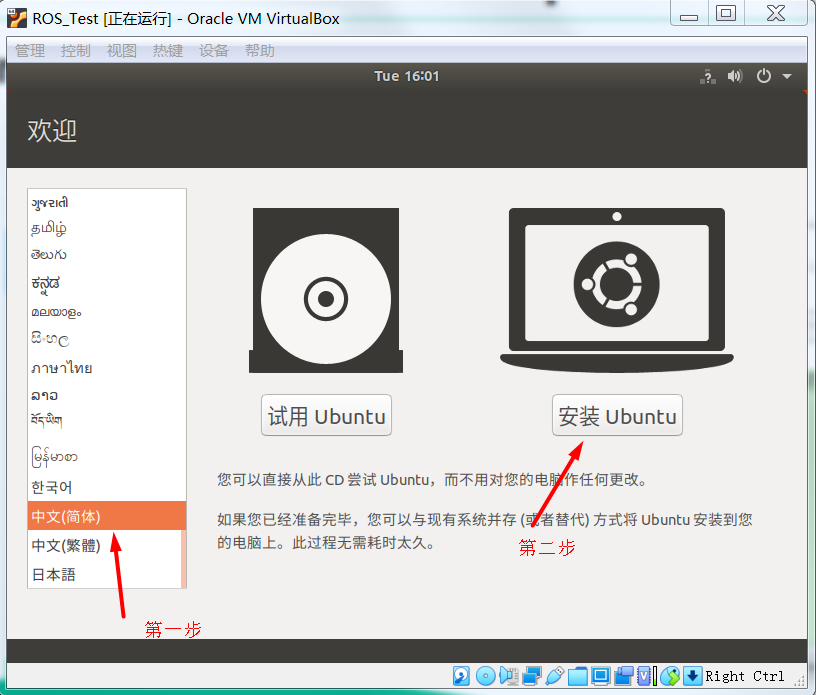 ROS_Test [正在运行] - Oracle VM VirtualBox
管理 控制 视图 热键 设备 帮助
Tue 16:01
欢迎
ગુજરાતી
தமிழ்
తెలుగు
ಕನ್ನಡ
മലയാളം
සිංහල
ภาษาไทย
ລາວ
བོད་ཡིག
မြန်မာစာ
한국어
中文(简体)
中文(繁體)
日本語
试用 Ubuntu
安装 Ubuntu
您可以直接从此 CD 尝试 Ubuntu，而不用对您的电脑作任何更改。
如果您已经准备完毕，您可以与现有系统并存 (或者替代) 方式将 Ubuntu 安装到您
的电脑上。此过程无需耗时太久。
第二步
第一步
Right Ctrl